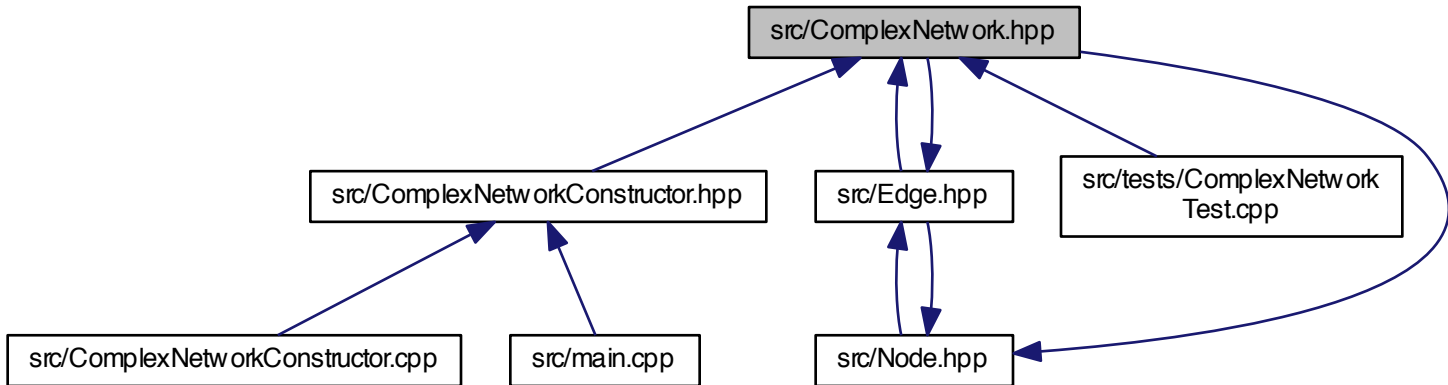 src/ComplexNetwork.hpp
src/ComplexNetworkConstructor.hpp
src/Edge.hpp
src/tests/ComplexNetwork
Test.cpp
src/ComplexNetworkConstructor.cpp
src/main.cpp
src/Node.hpp